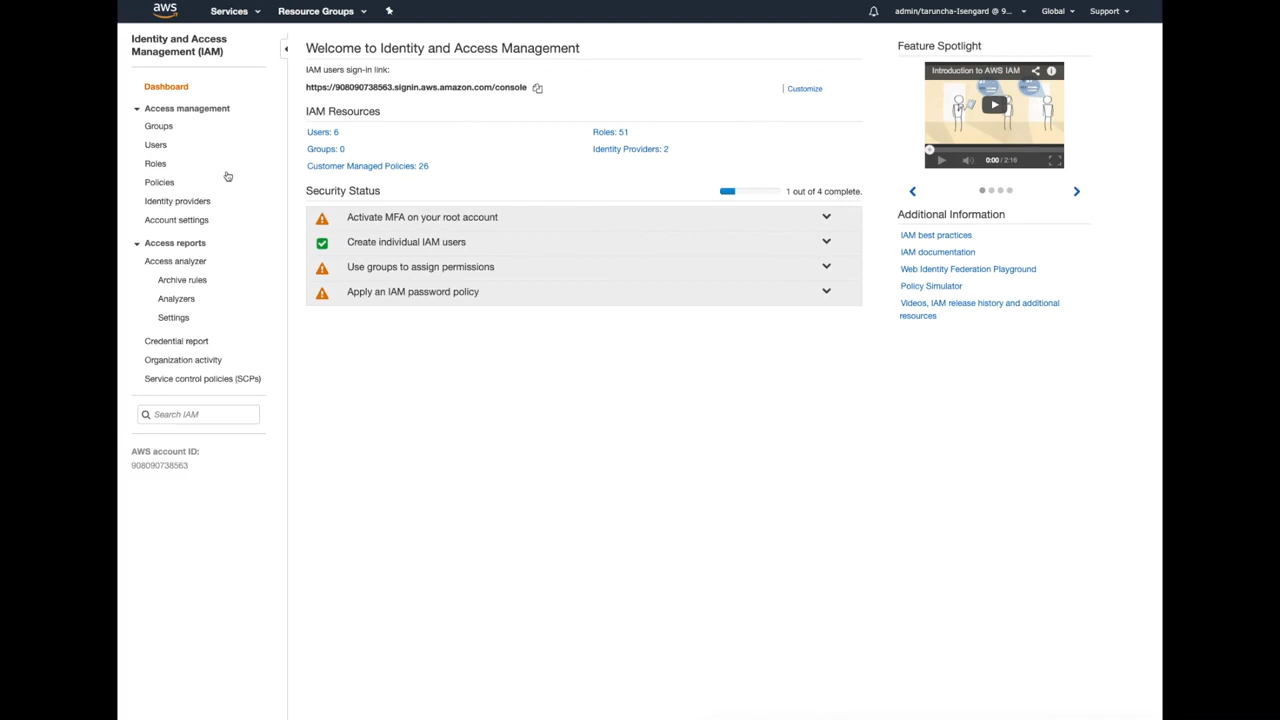 aws
Services
Resource Groups
admin/taruncha-Isengard @ 9...
Global
Support
Identity and Access
Management (IAM)
Dashboard
Access management
Groups
Users
Roles
Policies
Identity providers
Account settings
Access reports
Access analyzer
Archive rules
Analyzers
Settings
Credential report
Organization activity
Service control policies (SCPs)
Search IAM
AWS account ID:
908090738563
Welcome to Identity and Access Management
IAM users sign-in link:
https://908090738563.signin.aws.amazon.com/console
Customize
IAM Resources
Users: 6
Roles: 51
Groups: 0
Identity Providers: 2
Customer Managed Policies: 26
Security Status
1 out of 4 complete.
Activate MFA on your root account
Create individual IAM users
Use groups to assign permissions
Apply an IAM password policy
Feature Spotlight
Introduction to AWS IAM
0:00 / 2:16
Additional Information
IAM best practices
IAM documentation
Web Identity Federation Playground
Policy Simulator
Videos, IAM release history and additional
resources